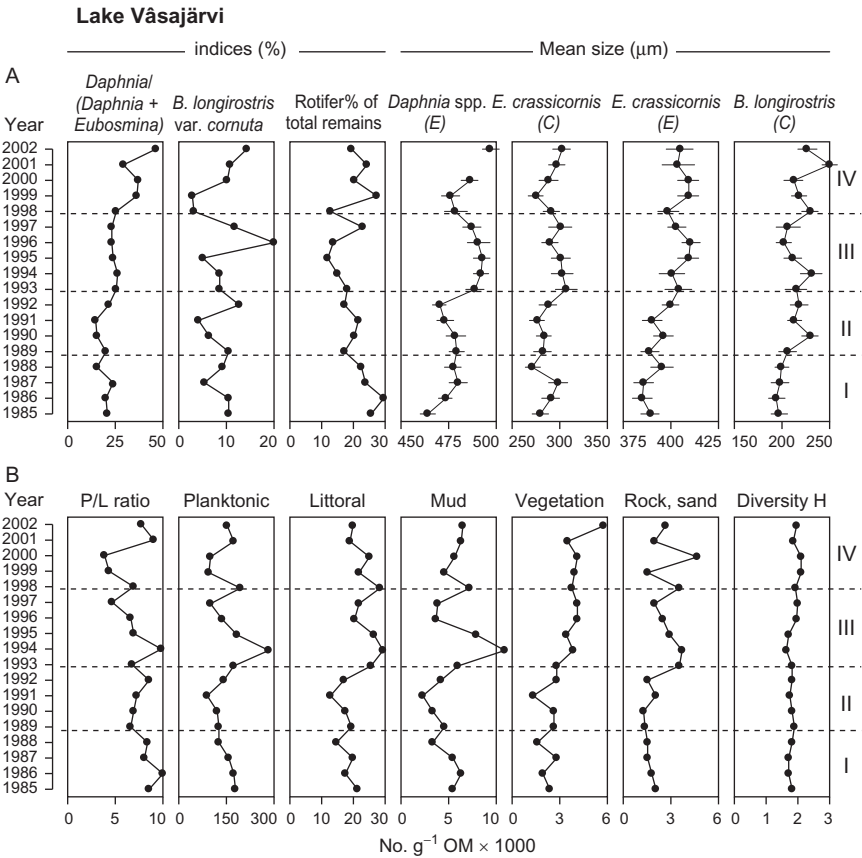 Lake Vâsajärvi
indices (%) Mean size (μm)
A
Daphnia/
(Daphnia + B. longirostris Rotifer% of Daphnia spp. E. crassicornis E. crassicornis B. longirostris
Year Eubosmina) var. cornuta total remains (E) (C) (E) (C)
2002
2001
2000 IV
1999
1998
1997
1996 III
1995
1994
1993
1992
1991 II
1990
1989
1988
1987 I
1986
1985
0 25 50 0 10 20 0 10 20 30 450 475 500 250 300 350 375 400 425 150 200 250
B
Year P/L ratio Planktonic Littoral Mud Vegetation Rock, sand Diversity H
2002
2001
2000 IV
1999
1998
1997
1996 III
1995
1994
1993
1992
1991 II
1990
1989
1988
1987 I
1986
1985
0 5 10 0 150 300 0 10 20 30 0 5 10 0 3 6 0 3 6 0 1 2 3
No. g⁻¹ OM × 1000